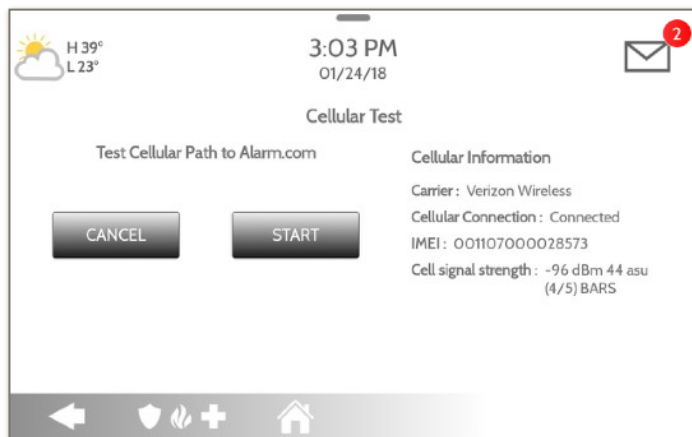 H 39°
L 23°
3:03 PM
01/24/18
2
Cellular Test
Test Cellular Path to Alarm.com
CANCEL
START
Cellular Information
Carrier : Verizon Wireless
Cellular Connection : Connected
IMEI : 001107000028573
Cell signal strength : -96 dBm 44 asu
(4/5) BARS